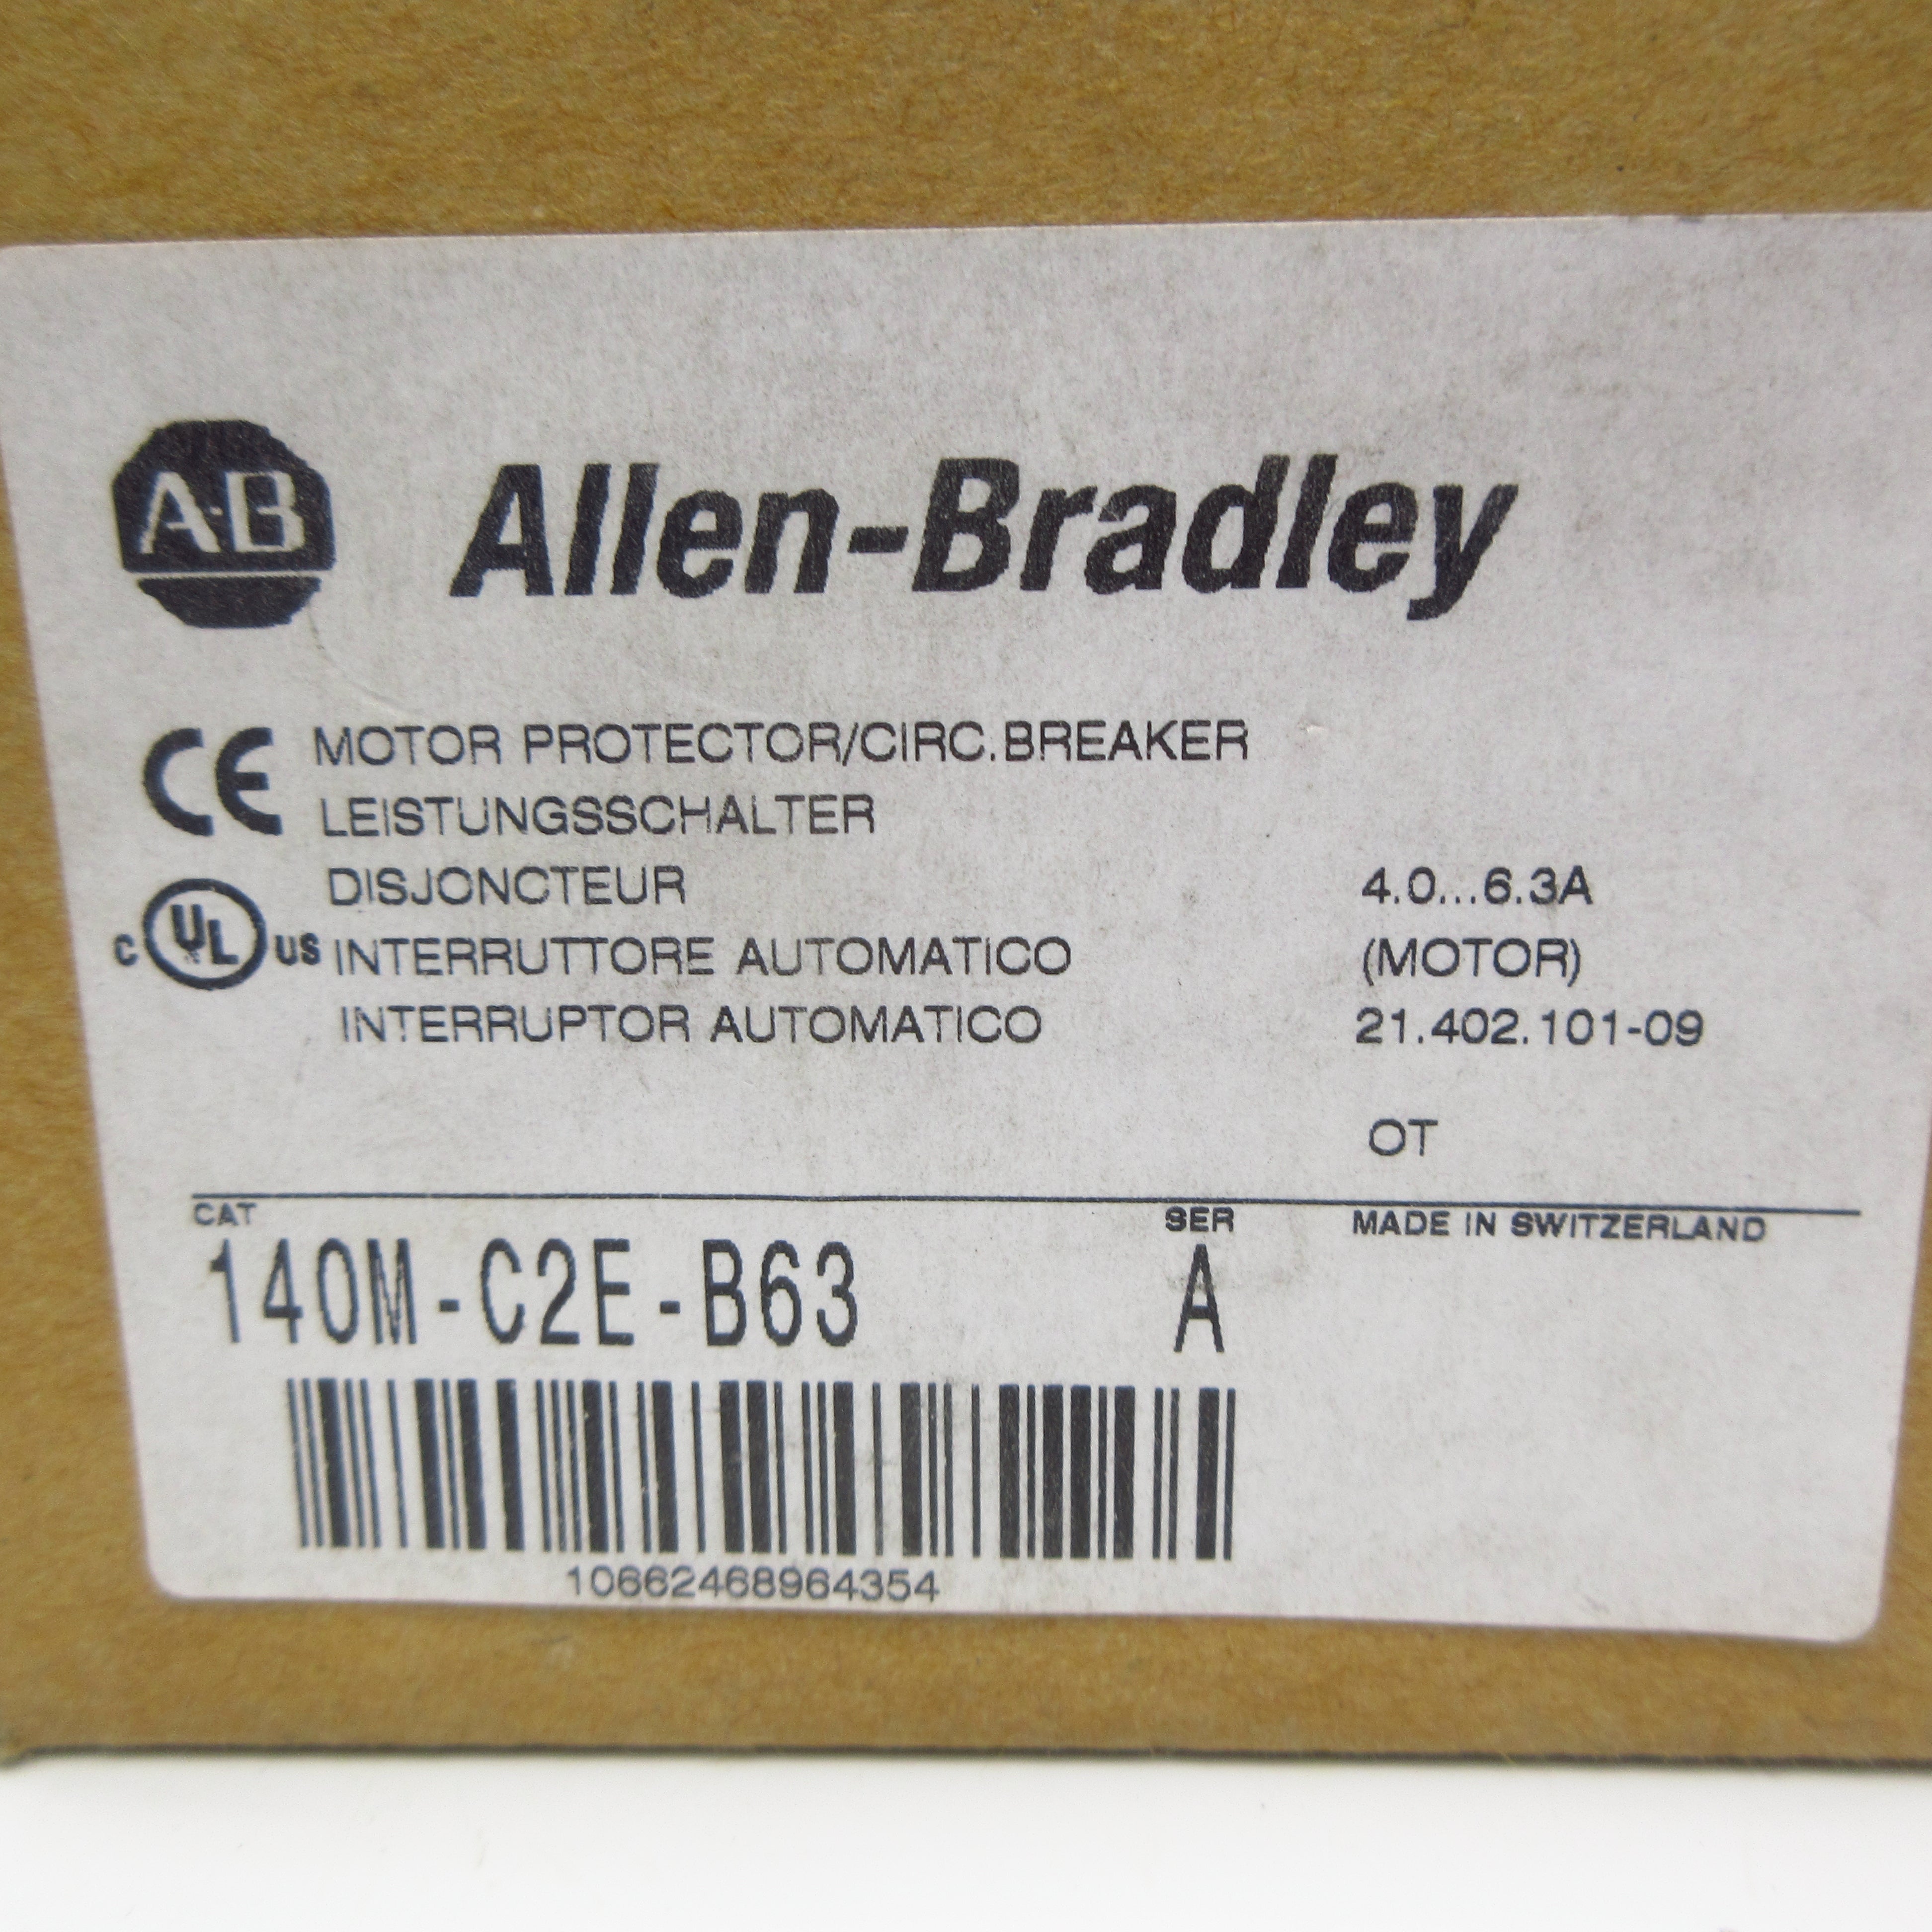 A-B Allen-Bradley
CE MOTOR PROTECTOR/CIRC.BREAKER
LEISTUNGSSCHALTER
DISJONCTEUR 4.0...6.3A
C UL US INTERRUTTORE AUTOMATICO (MOTOR)
INTERRUPTOR AUTOMATICO 21.402.101-09
OT
CAT SER MADE IN SWITZERLAND
140M-C2E-B63 A
10662468964354